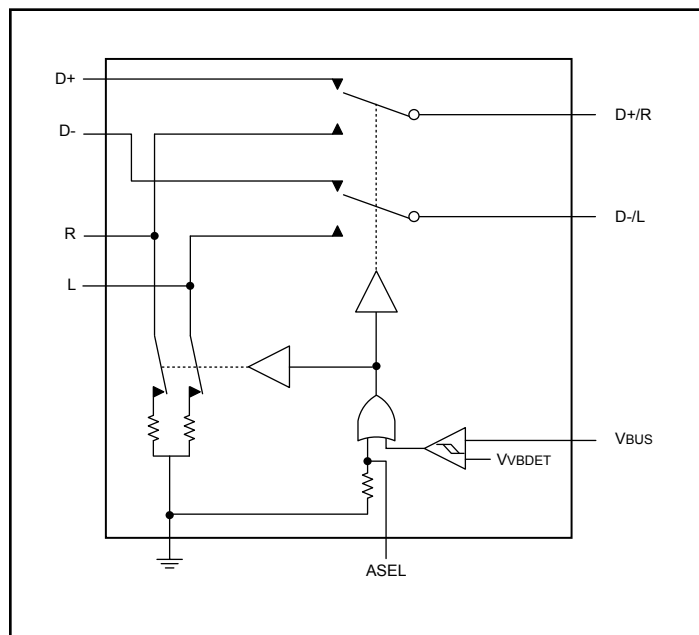 D+
D+/R
D-
D-/L
R
L
VBUS
VVBDET
ASEL